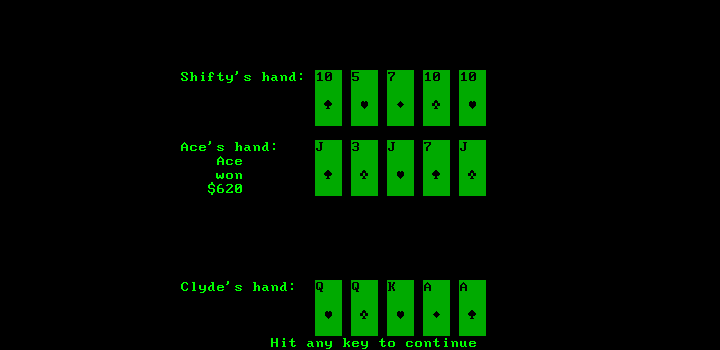 Shifty's hand: 10 5 7 10 10
♠ ♥ ♦ ♣ ♥
Ace's hand: J 3 J 7 J
Ace
won ♠ ♣ ♥ ♠ ♣
$620
Clyde's hand: Q Q K A A
♥ ♣ ♥ ♦ ♠
Hit any key to continue